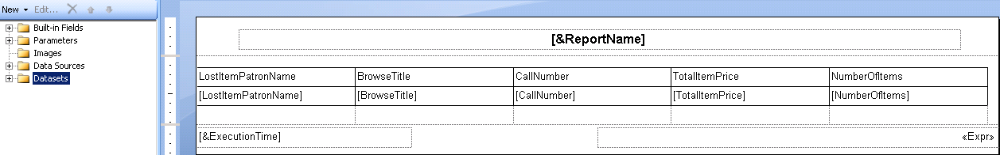 New Edit...
Built-in Fields
Parameters
Images
Data Sources
Datasets
[&ReportName]
LostItemPatronName BrowseTitle CallNumber TotalItemPrice NumberOfItems
[LostItemPatronName] [BrowseTitle] [CallNumber] [TotalItemPrice] [NumberOfItems]
[&ExecutionTime] «Expr»